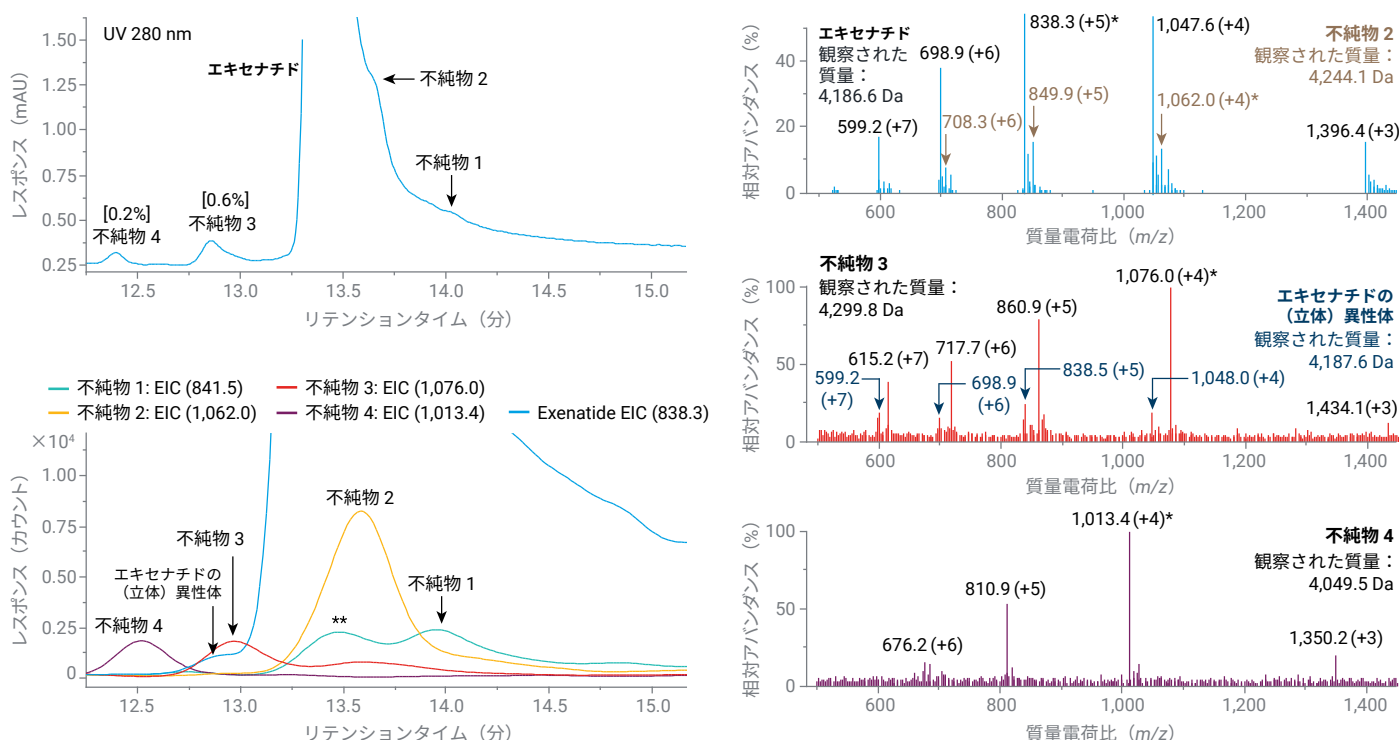 UV 280 nm
エキセナチド
不純物 2
不純物 1
[0.6%]
不純物 3
[0.2%]
不純物 4
レスポンス（mAU）
1.50
1.25
1.00
0.75
0.50
0.25
12.5
13.0
13.5
14.0
14.5
15.0
リテンションタイム（分）
不純物 1: EIC (841.5)
不純物 3: EIC (1,076.0)
不純物 2: EIC (1,062.0)
不純物 4: EIC (1,013.4)
Exenatide EIC (838.3)
×10⁴
レスポンス（カウント）
1.00
0.75
0.50
0.25
0
不純物 2
不純物 3
エキセナチドの
（立体）異性体
不純物 1
不純物 4
**
12.5
13.0
13.5
14.0
14.5
15.0
リテンションタイム（分）
相対アバンダンス（%）
40
20
0
エキセナチド
観察された
質量：
4,186.6 Da
838.3 (+5)*
1,047.6 (+4)
不純物 2
観察された質量：
4,244.1 Da
698.9 (+6)
849.9 (+5)
1,062.0 (+4)*
599.2 (+7)
708.3 (+6)
1,396.4 (+3)
600
800
1,000
1,200
1,400
質量電荷比（m/z）
相対アバンダンス（%）
100
50
0
不純物 3
観察された質量：
4,299.8 Da
1,076.0 (+4)*
エキセナチドの
（立体）異性体
観察された質量：
4,187.6 Da
860.9 (+5)
717.7 (+6)
615.2 (+7)
599.2
(+7)
698.9
(+6)
838.5 (+5)
1,048.0 (+4)
1,434.1 (+3)
600
800
1,000
1,200
1,400
質量電荷比（m/z）
相対アバンダンス（%）
100
50
0
1,013.4 (+4)*
不純物 4
観察された質量：
4,049.5 Da
810.9 (+5)
676.2 (+6)
1,350.2 (+3)
600
800
1,000
1,200
1,400
質量電荷比（m/z）